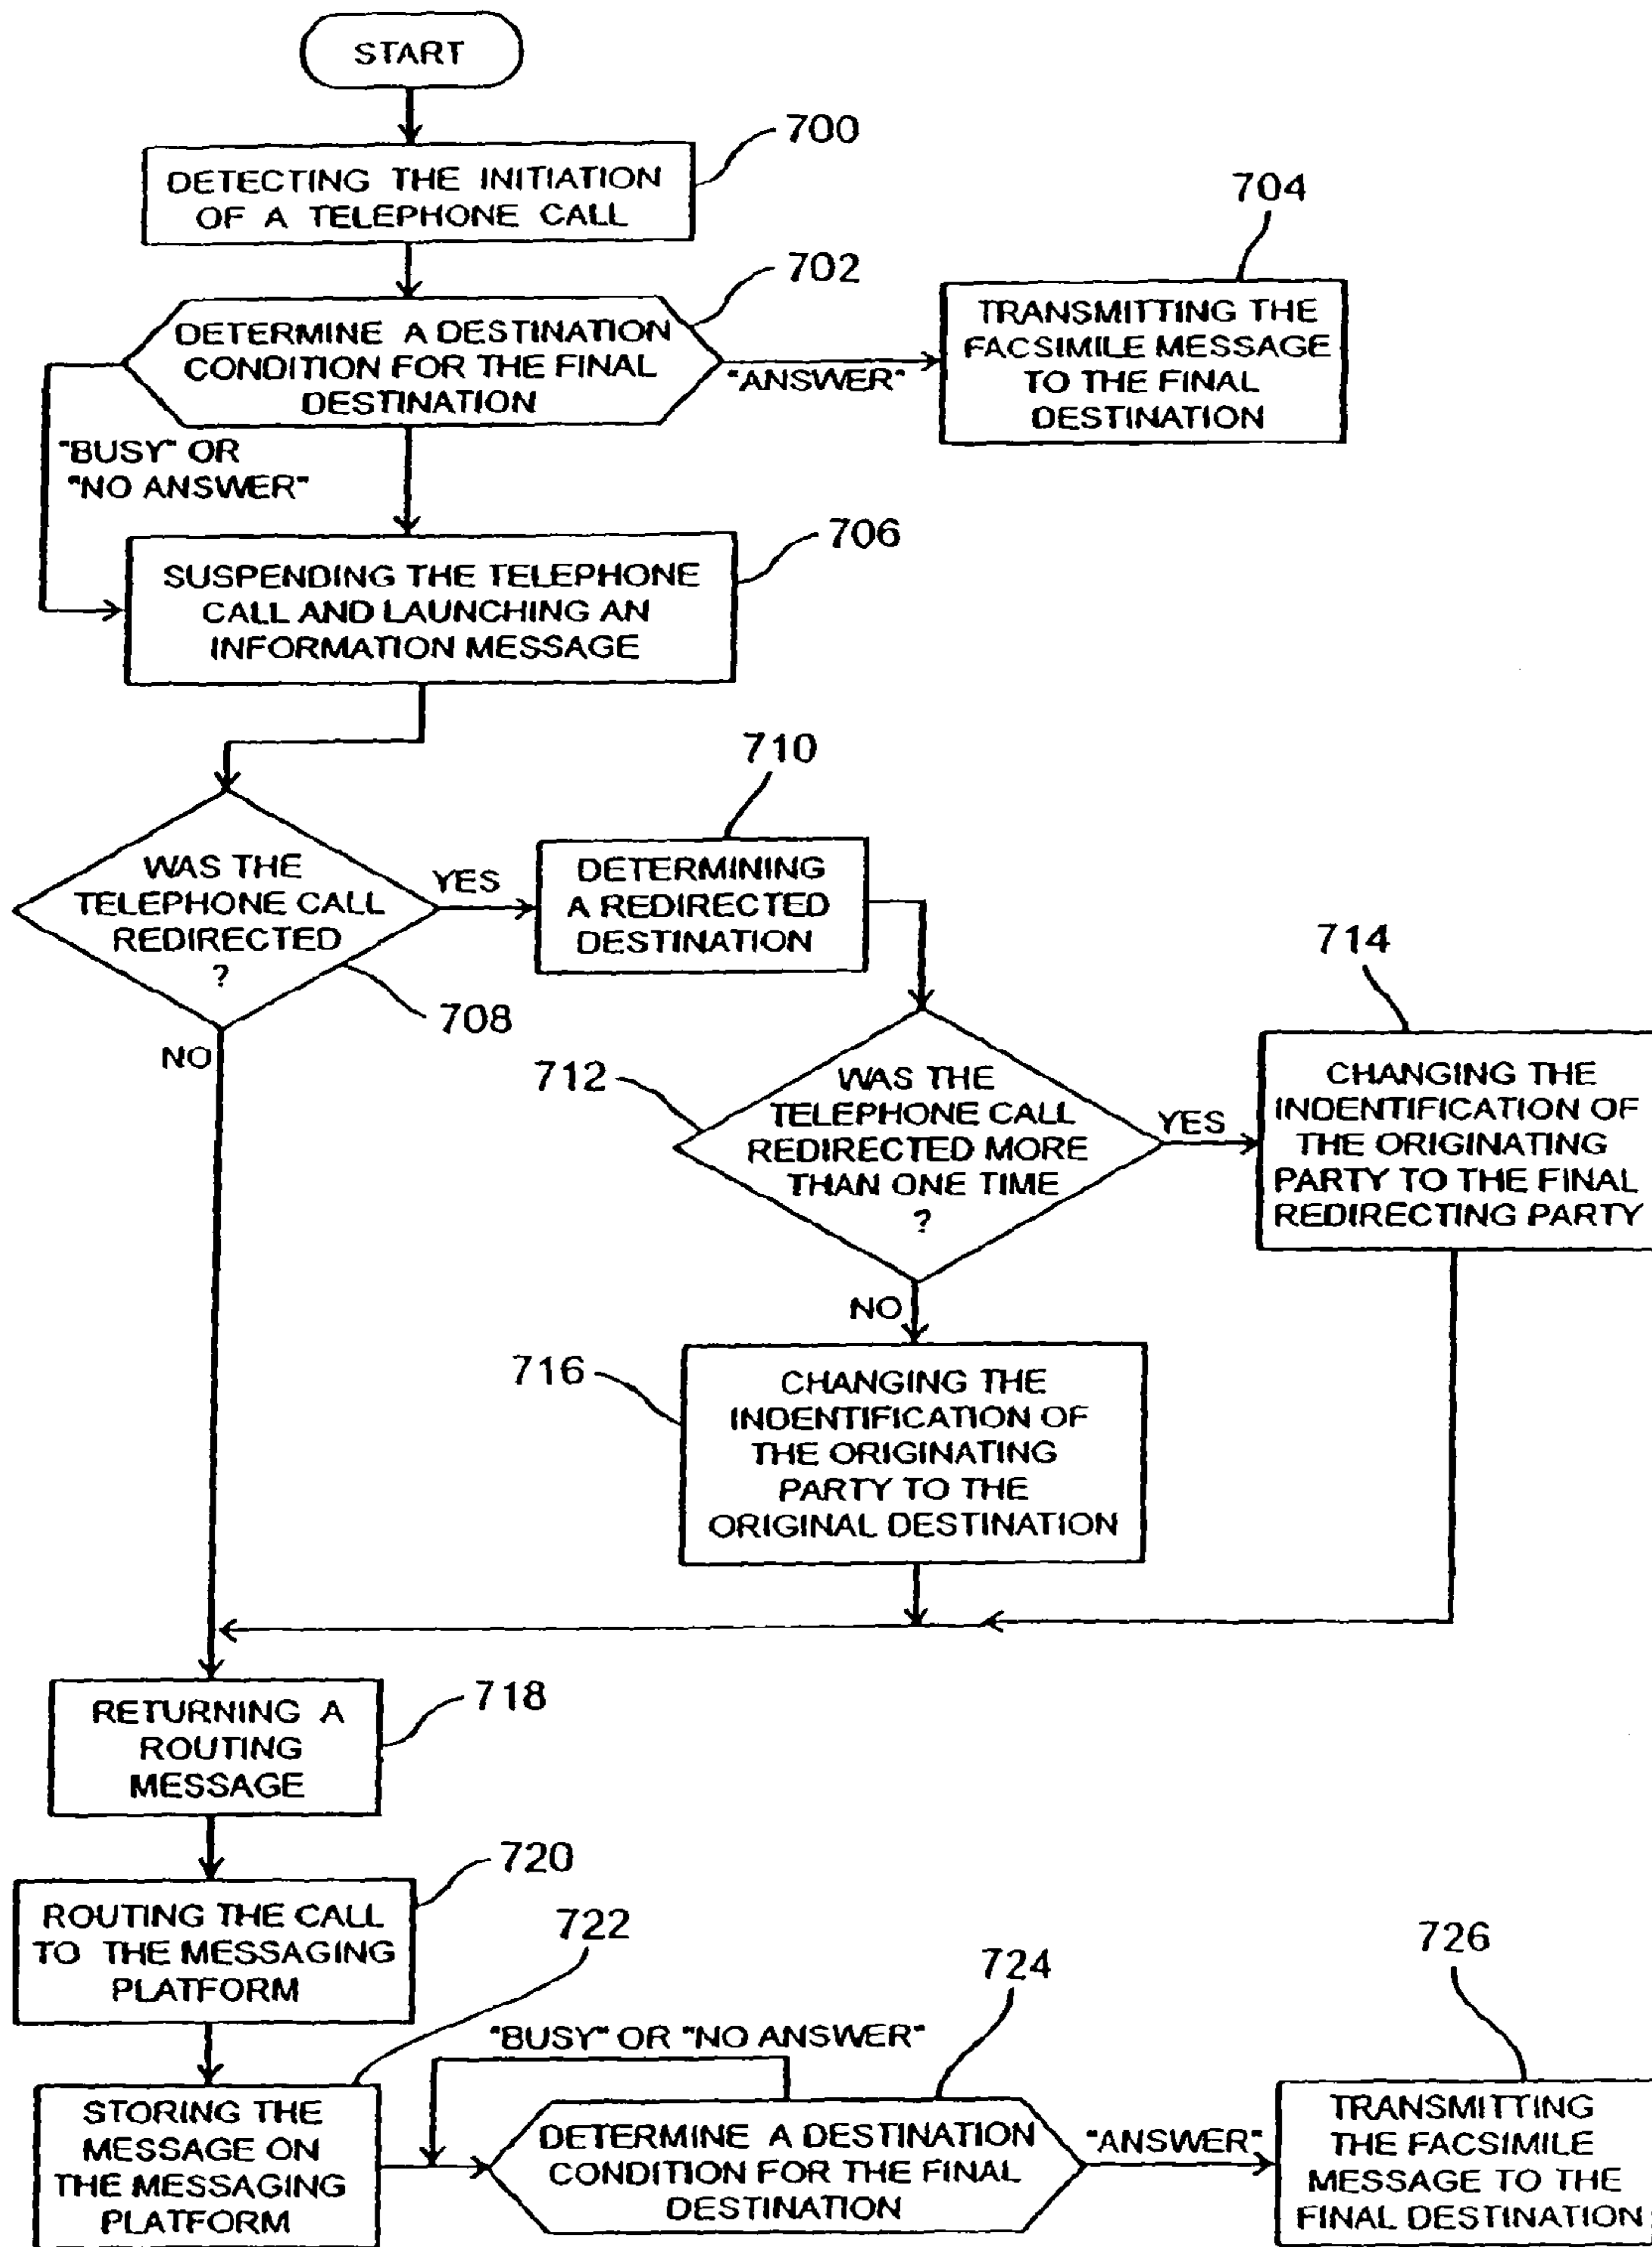 START
700
DETECTING THE INITIATION
OF A TELEPHONE CALL
702
DETERMINE A DESTINATION
CONDITION FOR THE FINAL
DESTINATION
"ANSWER"
704
TRANSMITTING THE
FACSIMILE MESSAGE
TO THE FINAL
DESTINATION
"BUSY" OR
"NO ANSWER"
706
SUSPENDING THE TELEPHONE
CALL AND LAUNCHING AN
INFORMATION MESSAGE
WAS THE
TELEPHONE CALL
REDIRECTED
?
708
YES
NO
710
DETERMINING
A REDIRECTED
DESTINATION
712
WAS THE
TELEPHONE CALL
REDIRECTED MORE
THAN ONE TIME
?
YES
NO
714
CHANGING THE
INDENTIFICATION OF
THE ORIGINATING
PARTY TO THE FINAL
REDIRECTING PARTY
716
CHANGING THE
INDENTIFICATION OF
THE ORIGINATING
PARTY TO THE
ORIGINAL DESTINATION
718
RETURNING A
ROUTING
MESSAGE
720
ROUTING THE CALL
TO THE MESSAGING
PLATFORM
722
STORING THE
MESSAGE ON
THE MESSAGING
PLATFORM
"BUSY" OR "NO ANSWER"
724
DETERMINE A DESTINATION
CONDITION FOR THE FINAL
DESTINATION
"ANSWER"
726
TRANSMITTING
THE FACSIMILE
MESSAGE TO THE
FINAL DESTINATION